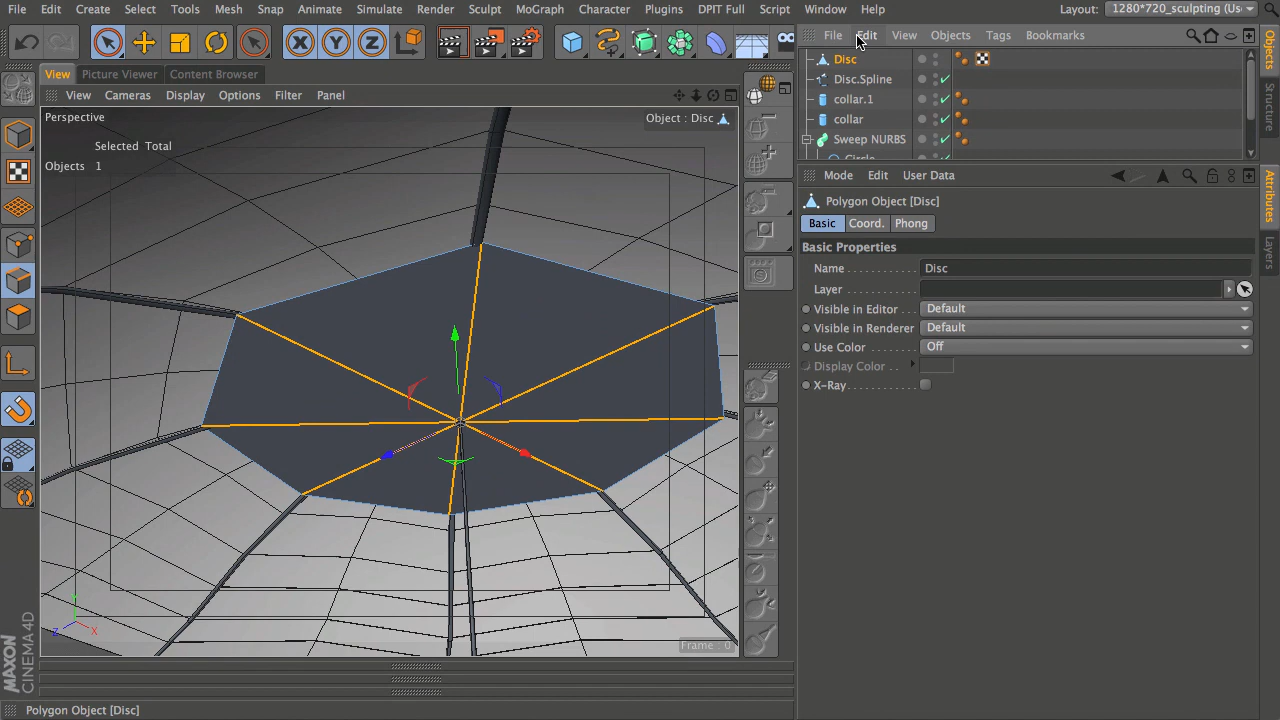 File Edit Create Select Tools Mesh Snap Animate Simulate Render Sculpt MoGraph Character Plugins DPIT Full Script Window Help Layout: 1280*720_sculpting (Us
X Y Z
File Edit View Objects Tags Bookmarks
Disc
Disc.Spline
collar.1
collar
Sweep NURBS
Circle
View Picture Viewer Content Browser
View Cameras Display Options Filter Panel
Perspective
Object : Disc
Selected Total
Objects 1
Y
Z X
Frame : 0
Mode Edit User Data
Polygon Object [Disc]
Basic Coord. Phong
Basic Properties
Name Disc
Layer
Visible in Editor Default
Visible in Renderer Default
Use Color Off
Display Color
X-Ray
Objects
Structure
Attributes
Layers
MAXON
CINEMA4D
Polygon Object [Disc]